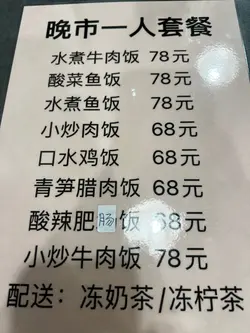 晚市一人套餐
水煮牛肉饭 78元
酸菜鱼饭 78元
水煮鱼饭 78元
小炒肉饭 68元
口水鸡饭 68元
青笋腊肉饭 68元
酸辣肥肠饭 68元
小炒牛肉饭 78元
配送：冻奶茶/冻柠茶